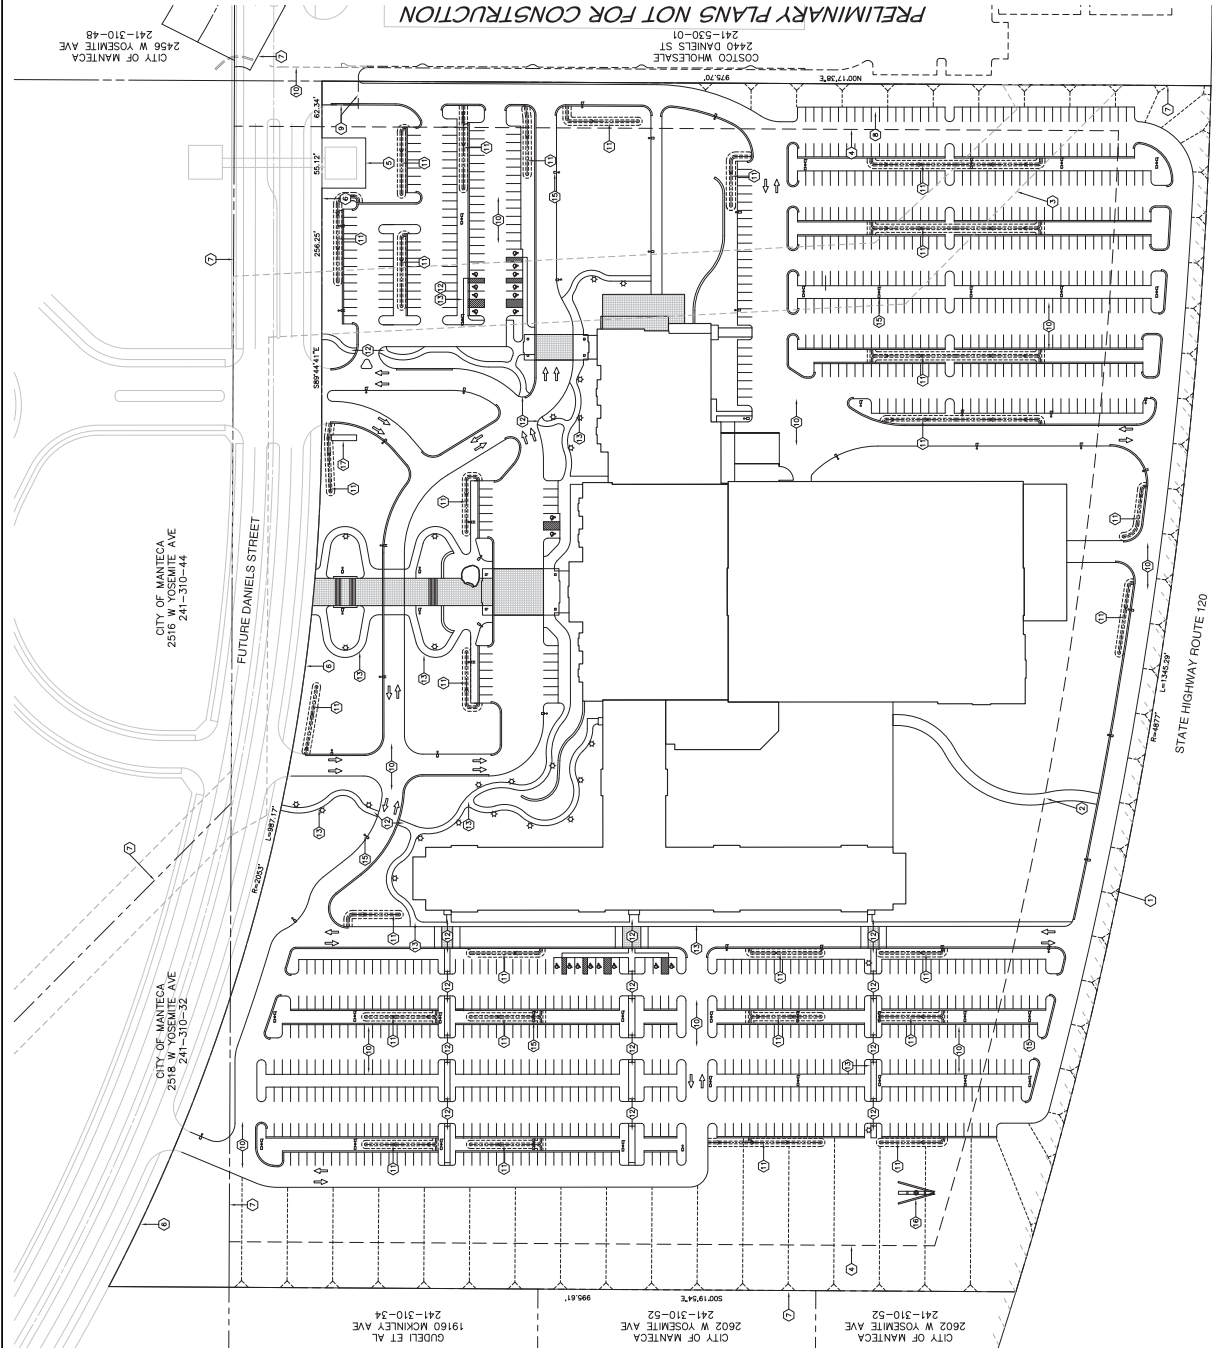 PRELIMINARY PLANS NOT FOR CONSTRUCTION
CITY OF MANTECA
2456 W YOSEMITE AVE
241-310-48
COSTCO WHOLESALE
2440 DANIELS ST
241-530-01
N00°17'38"E
975.70'
62.34'
55.12'
256.25'
S89°44'41"E
CITY OF MANTECA
2516 W YOSEMITE AVE
241-310-44
FUTURE DANIELS STREET
L=987.17'
R=2053'
CITY OF MANTECA
2518 W YOSEMITE AVE
241-310-32
STATE HIGHWAY ROUTE 120
R=4877'
L=1345.29'
S00°19'54"E
995.61'
GUDELI ET AL
19160 MCKINLEY AVE
241-310-34
CITY OF MANTECA
2602 W YOSEMITE AVE
241-310-52
CITY OF MANTECA
2602 W YOSEMITE AVE
241-310-52